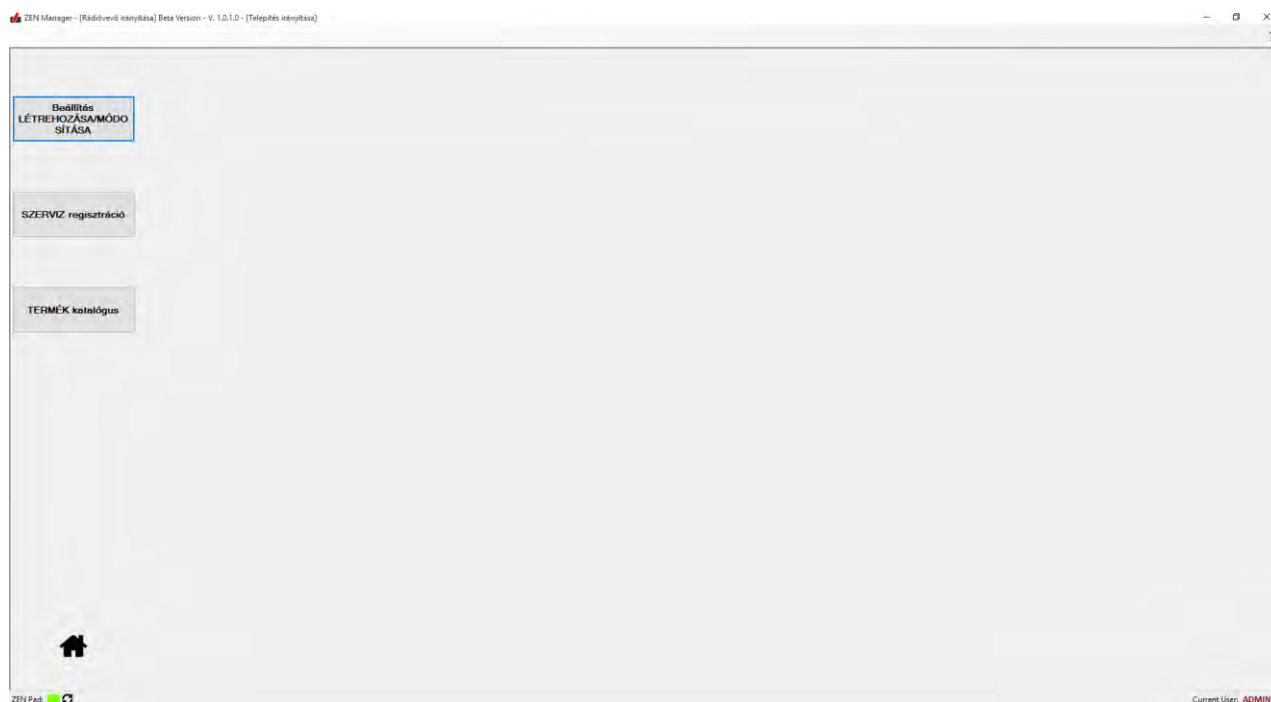 ZEN Manager - [Rádióvevő irányítása] Beta Version - V. 1.0.1.0 - [Telepítés irányítása]
?
Beállítás
LÉTREHOZÁSA/MÓDO
SÍTÁSA
SZERVIZ regisztráció
TERMÉK katalógus
ZEN Pad:
Current User: ADMIN